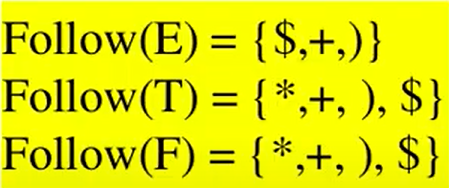 Follow(E) = {$,+,)}
Follow(T) = {*,+, ), $}
Follow(F) = {*,+, ), $}